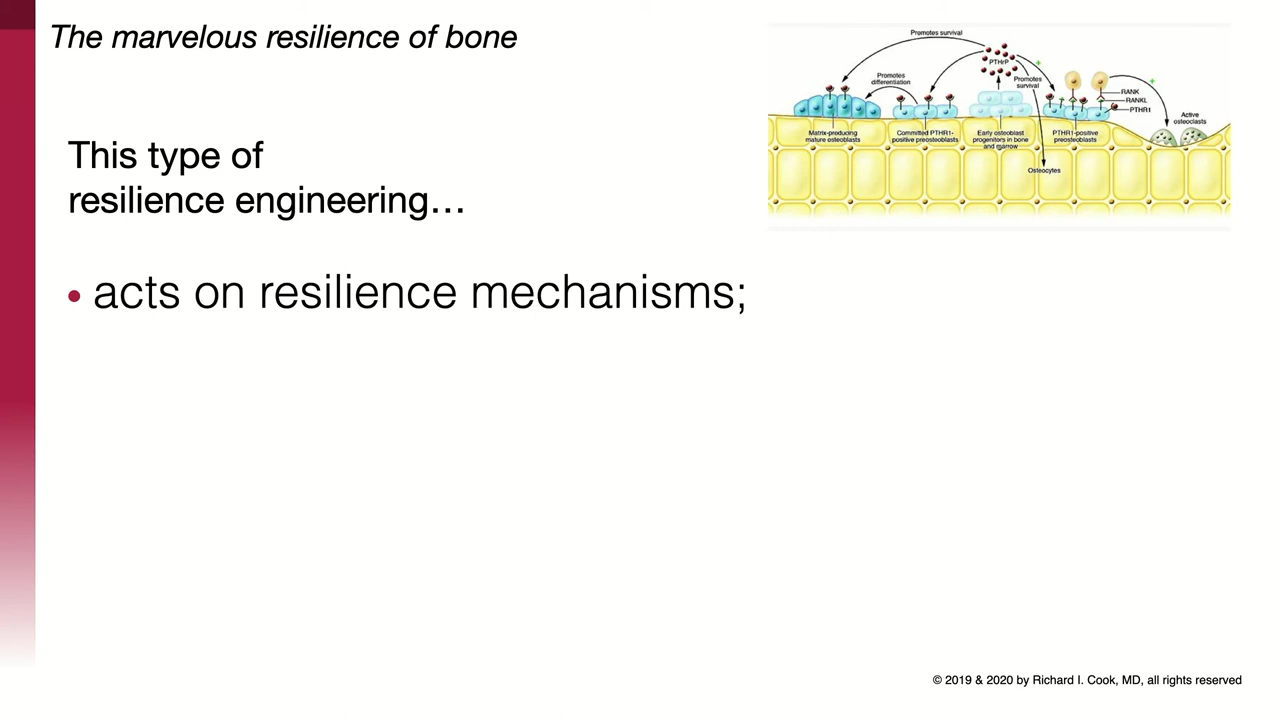 The marvelous resilience of bone
Promotes survival
PTHrP
Promotes
differentiation
Promotes
survival
+
+
RANK
RANKL
PTHR1
Active
osteoclasts
Matrix-producing
mature osteoblasts
Committed PTHR1-
positive preosteoblasts
Early osteoblast
progenitors in bone
and marrow
PTHR1-positive
preosteoblasts
Osteocytes
This type of
resilience engineering…
• acts on resilience mechanisms;
© 2019 & 2020 by Richard I. Cook, MD, all rights reserved